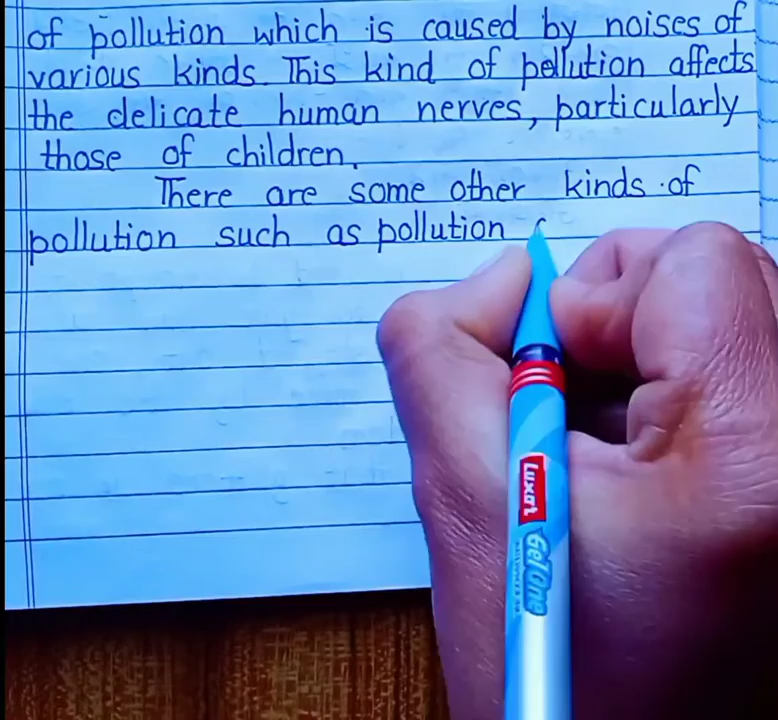 of pollution which is caused by noises of
various kinds. This kind of pellution affects
the delicate human nerves, particularly
those of children.
There are some other kinds of
pollution such as pollution
Luxor
Gel One